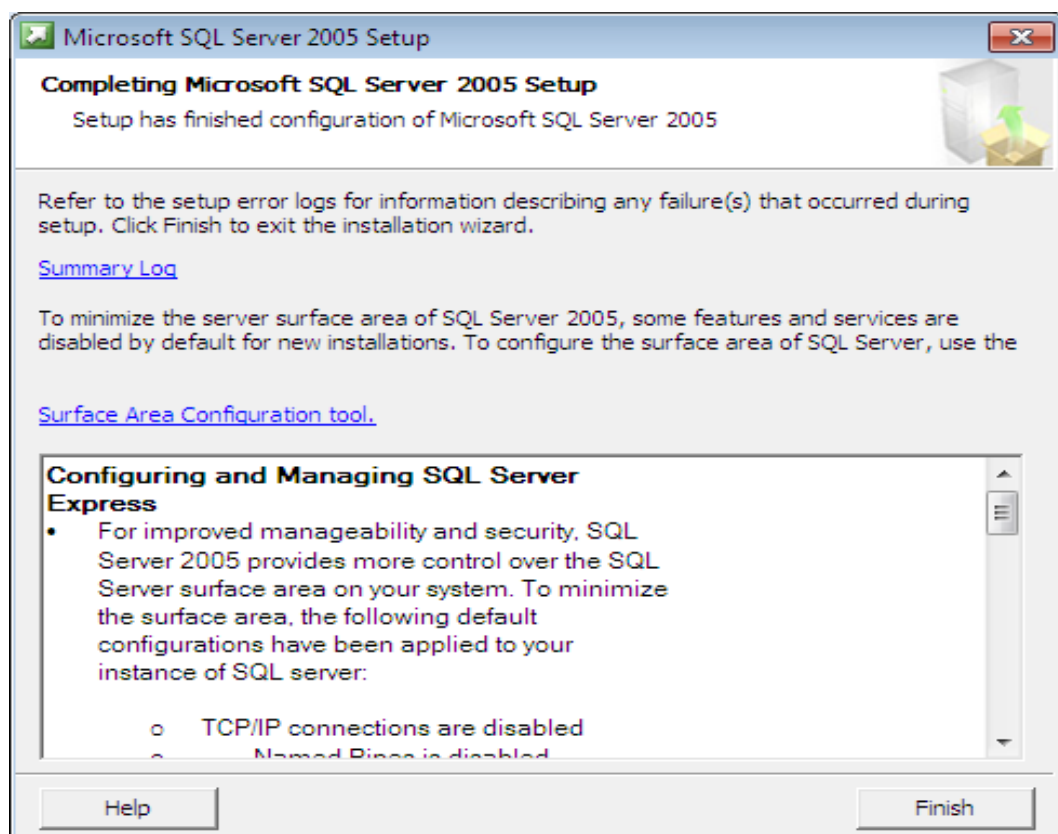 Microsoft SQL Server 2005 Setup
Completing Microsoft SQL Server 2005 Setup
Setup has finished configuration of Microsoft SQL Server 2005
Refer to the setup error logs for information describing any failure(s) that occurred during
setup. Click Finish to exit the installation wizard.
Summary Log
To minimize the server surface area of SQL Server 2005, some features and services are
disabled by default for new installations. To configure the surface area of SQL Server, use the
Surface Area Configuration tool.
Configuring and Managing SQL Server
Express
• For improved manageability and security, SQL
Server 2005 provides more control over the SQL
Server surface area on your system. To minimize
the surface area, the following default
configurations have been applied to your
instance of SQL server:
o TCP/IP connections are disabled
o Named Pipes is disabled
Help
Finish